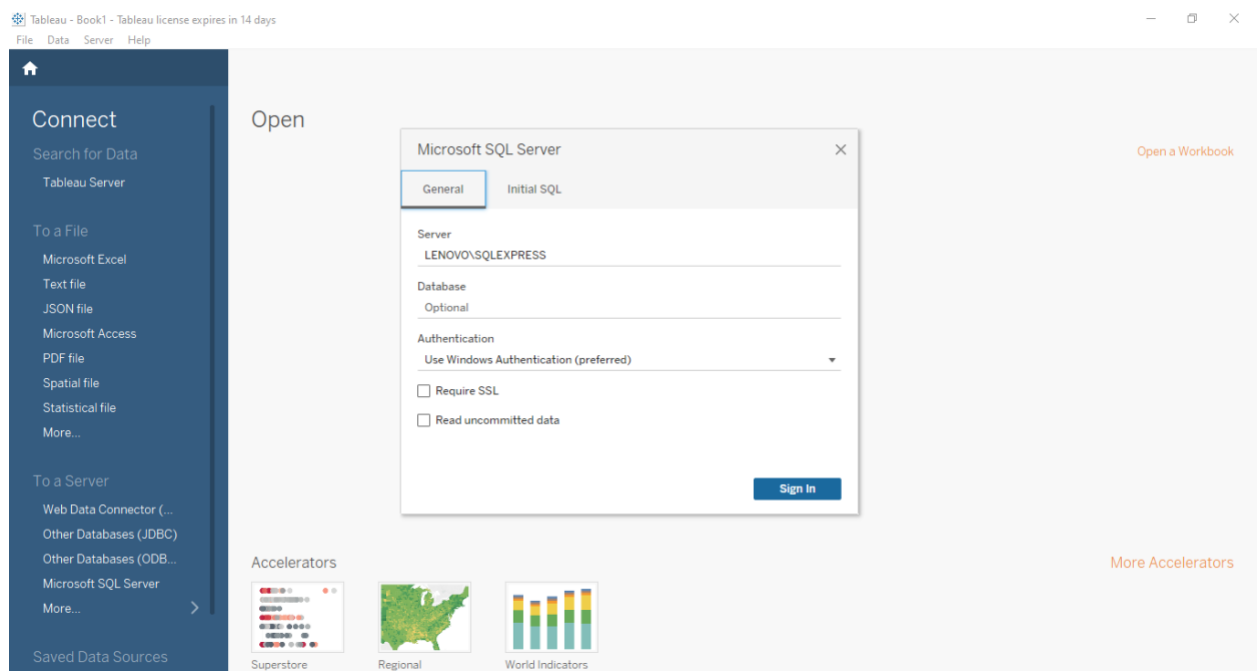 Tableau - Book1 - Tableau license expires in 14 days
File Data Server Help
Connect
Search for Data
Tableau Server
To a File
Microsoft Excel
Text file
JSON file
Microsoft Access
PDF file
Spatial file
Statistical file
More...
To a Server
Web Data Connector (...
Other Databases (JDBC)
Other Databases (ODB...
Microsoft SQL Server
More...
Saved Data Sources
Open
Open a Workbook
Microsoft SQL Server
General Initial SQL
Server
LENOVO\SQLEXPRESS
Database
Optional
Authentication
Use Windows Authentication (preferred)
Require SSL
Read uncommitted data
Sign In
Accelerators
More Accelerators
Superstore Regional World Indicators